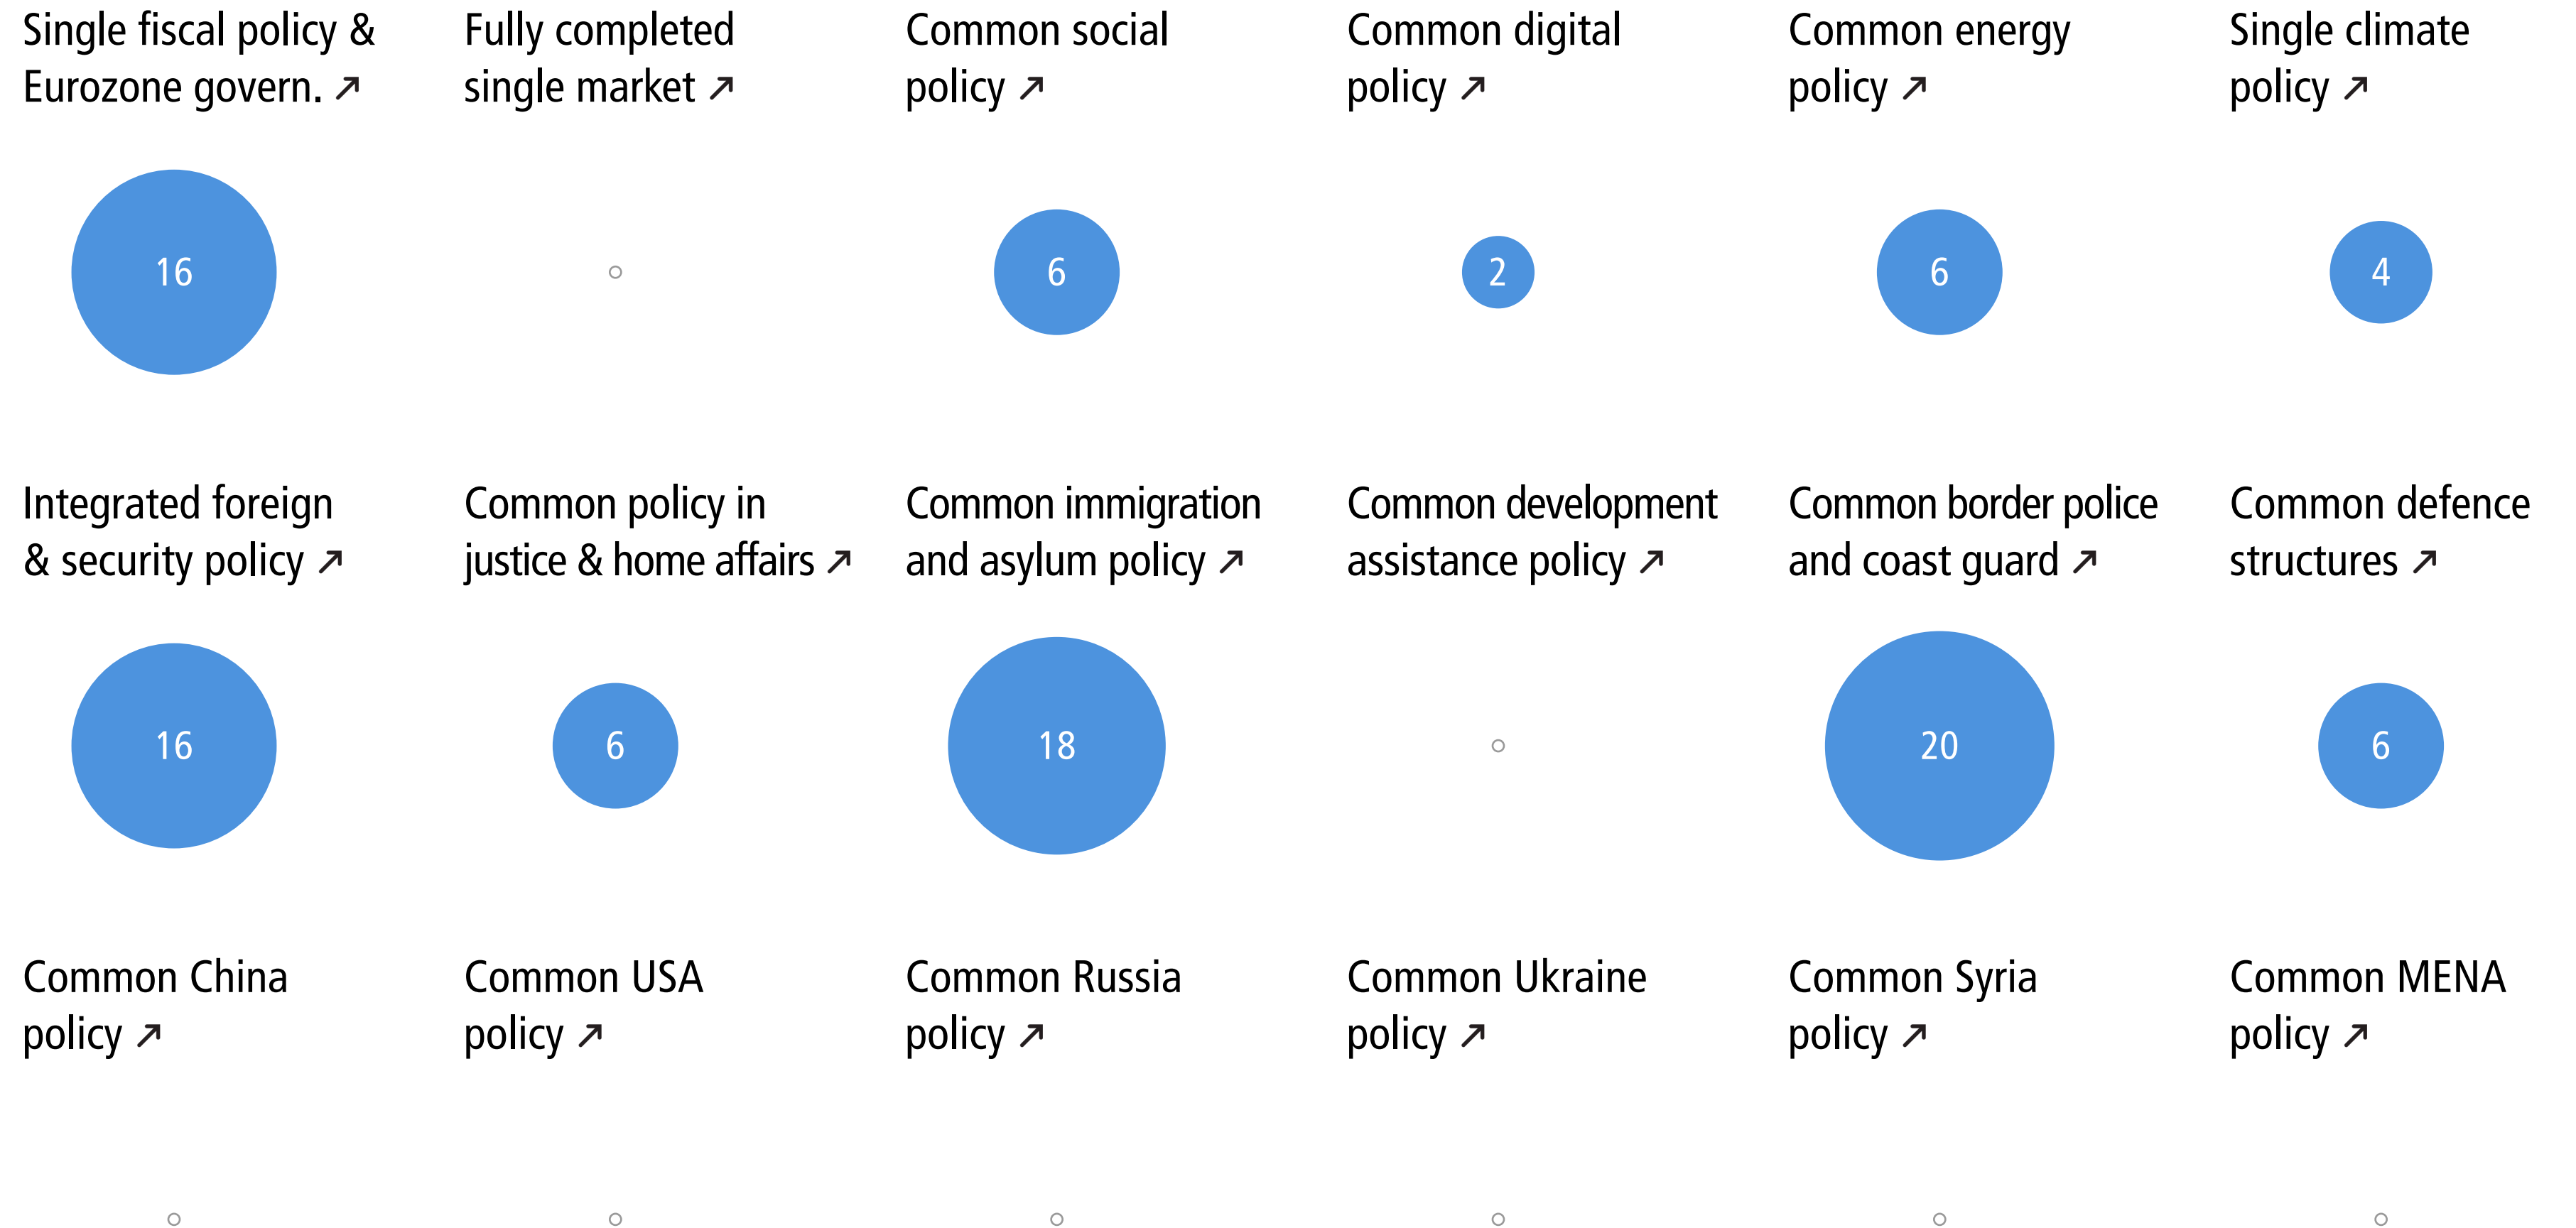 Single fiscal policy &
Eurozone govern. ↗
Fully completed
single market ↗
Common social
policy ↗
Common digital
policy ↗
Common energy
policy ↗
Single climate
policy ↗
16
6
2
6
4
Integrated foreign
& security policy ↗
Common policy in
justice & home affairs ↗
Common immigration
and asylum policy ↗
Common development
assistance policy ↗
Common border police
and coast guard ↗
Common defence
structures ↗
16
6
18
20
6
Common China
policy ↗
Common USA
policy ↗
Common Russia
policy ↗
Common Ukraine
policy ↗
Common Syria
policy ↗
Common MENA
policy ↗